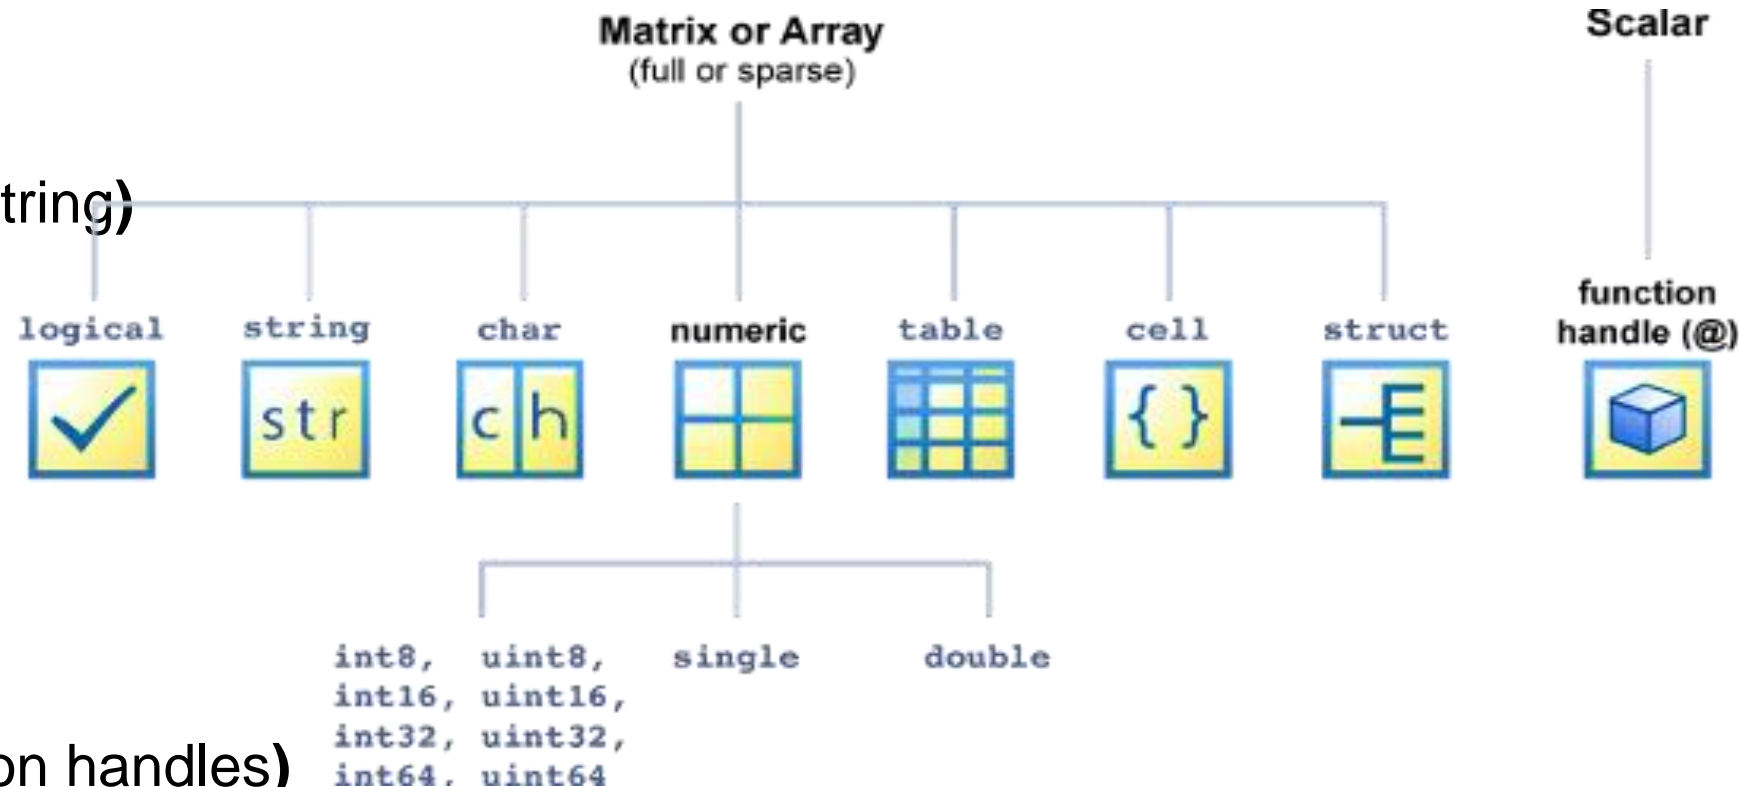 Matrix or Array
(full or sparse)
Scalar
tring)
logical
string
char
numeric
table
cell
struct
function
handle (@)
str
c h
{ }
int8, uint8,
int16, uint16,
int32, uint32,
int64, uint64
single
double
on handles)